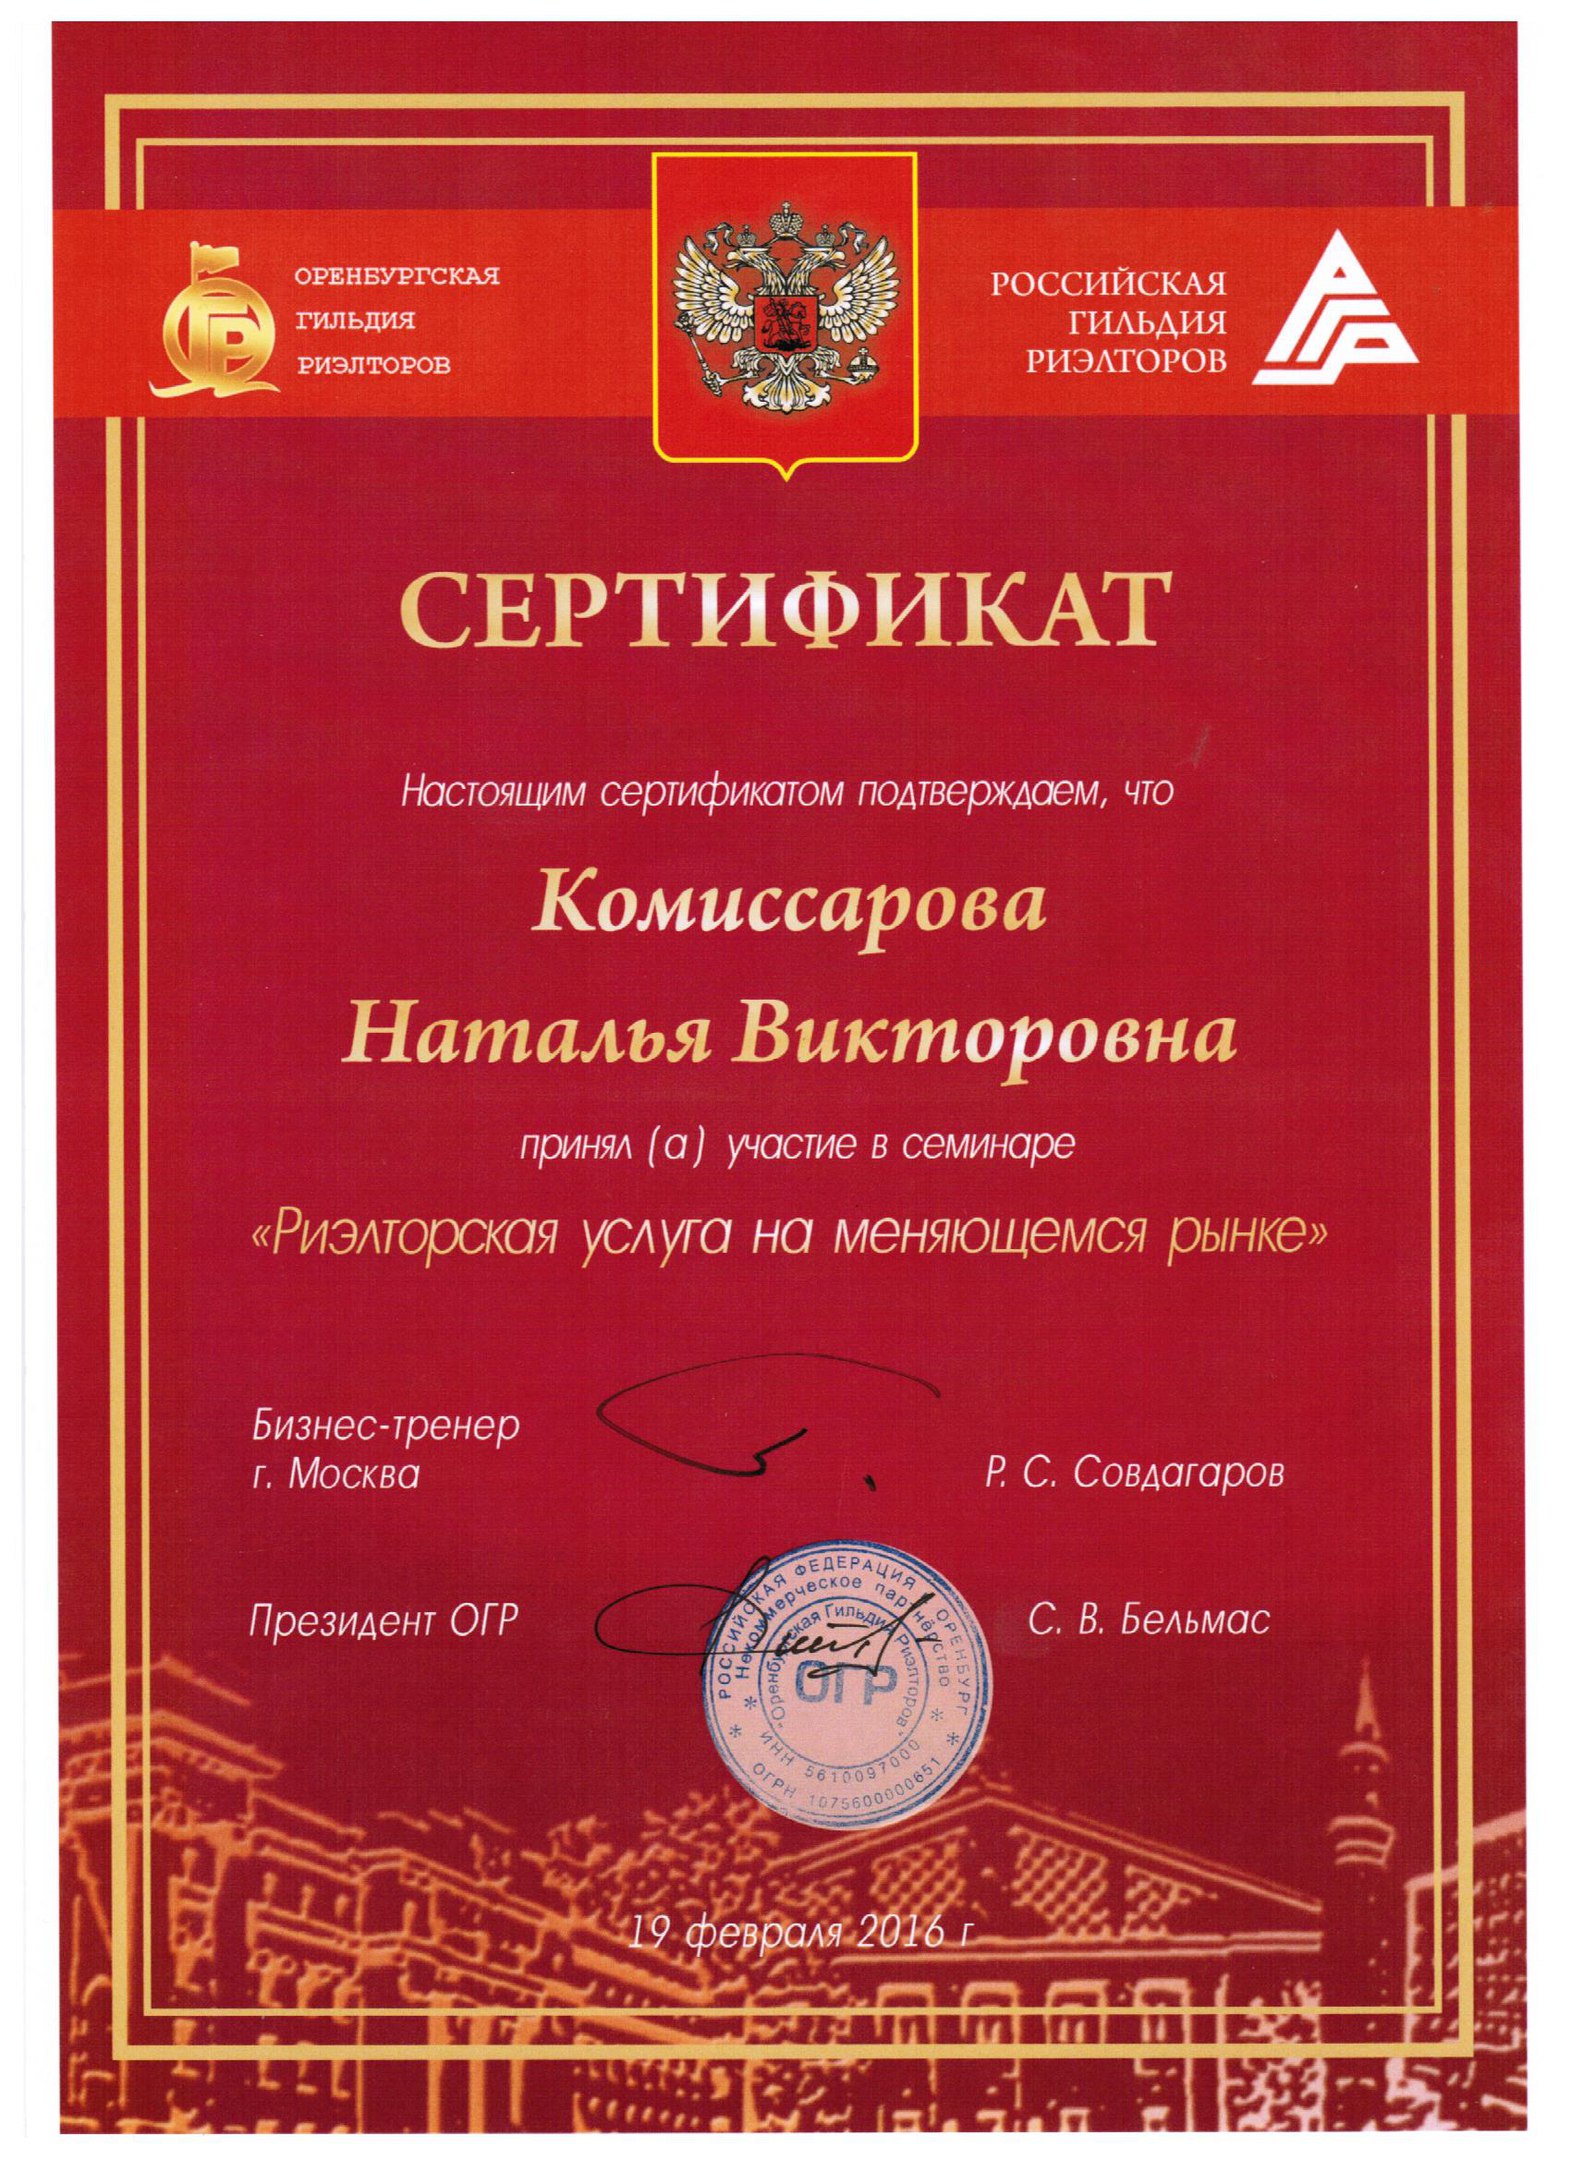 ОРЕНБУРГСКАЯ
ГИЛЬДИЯ
РИЭЛТОРОВ
РОССИЙСКАЯ
ГИЛЬДИЯ
РИЭЛТОРОВ
СЕРТИФИКАТ
Настоящим сертификатом подтверждаем, что
Комиссарова
Наталья Викторовна
принял (а) участие в семинаре
«Риэлторская услуга на меняющемся рынке»
Бизнес-тренер
г. Москва
Р. С. Совдагаров
Президент ОГР
С. В. Бельмас
РОССИЙСКАЯ ФЕДЕРАЦИЯ ОРЕНБУРГ
Некоммерческое партнёрство
"Оренбургская Гильдия Риэлторов"
ОГР
ИНН 5610097000
ОГРН 1075600000651
19 февраля 2016 г